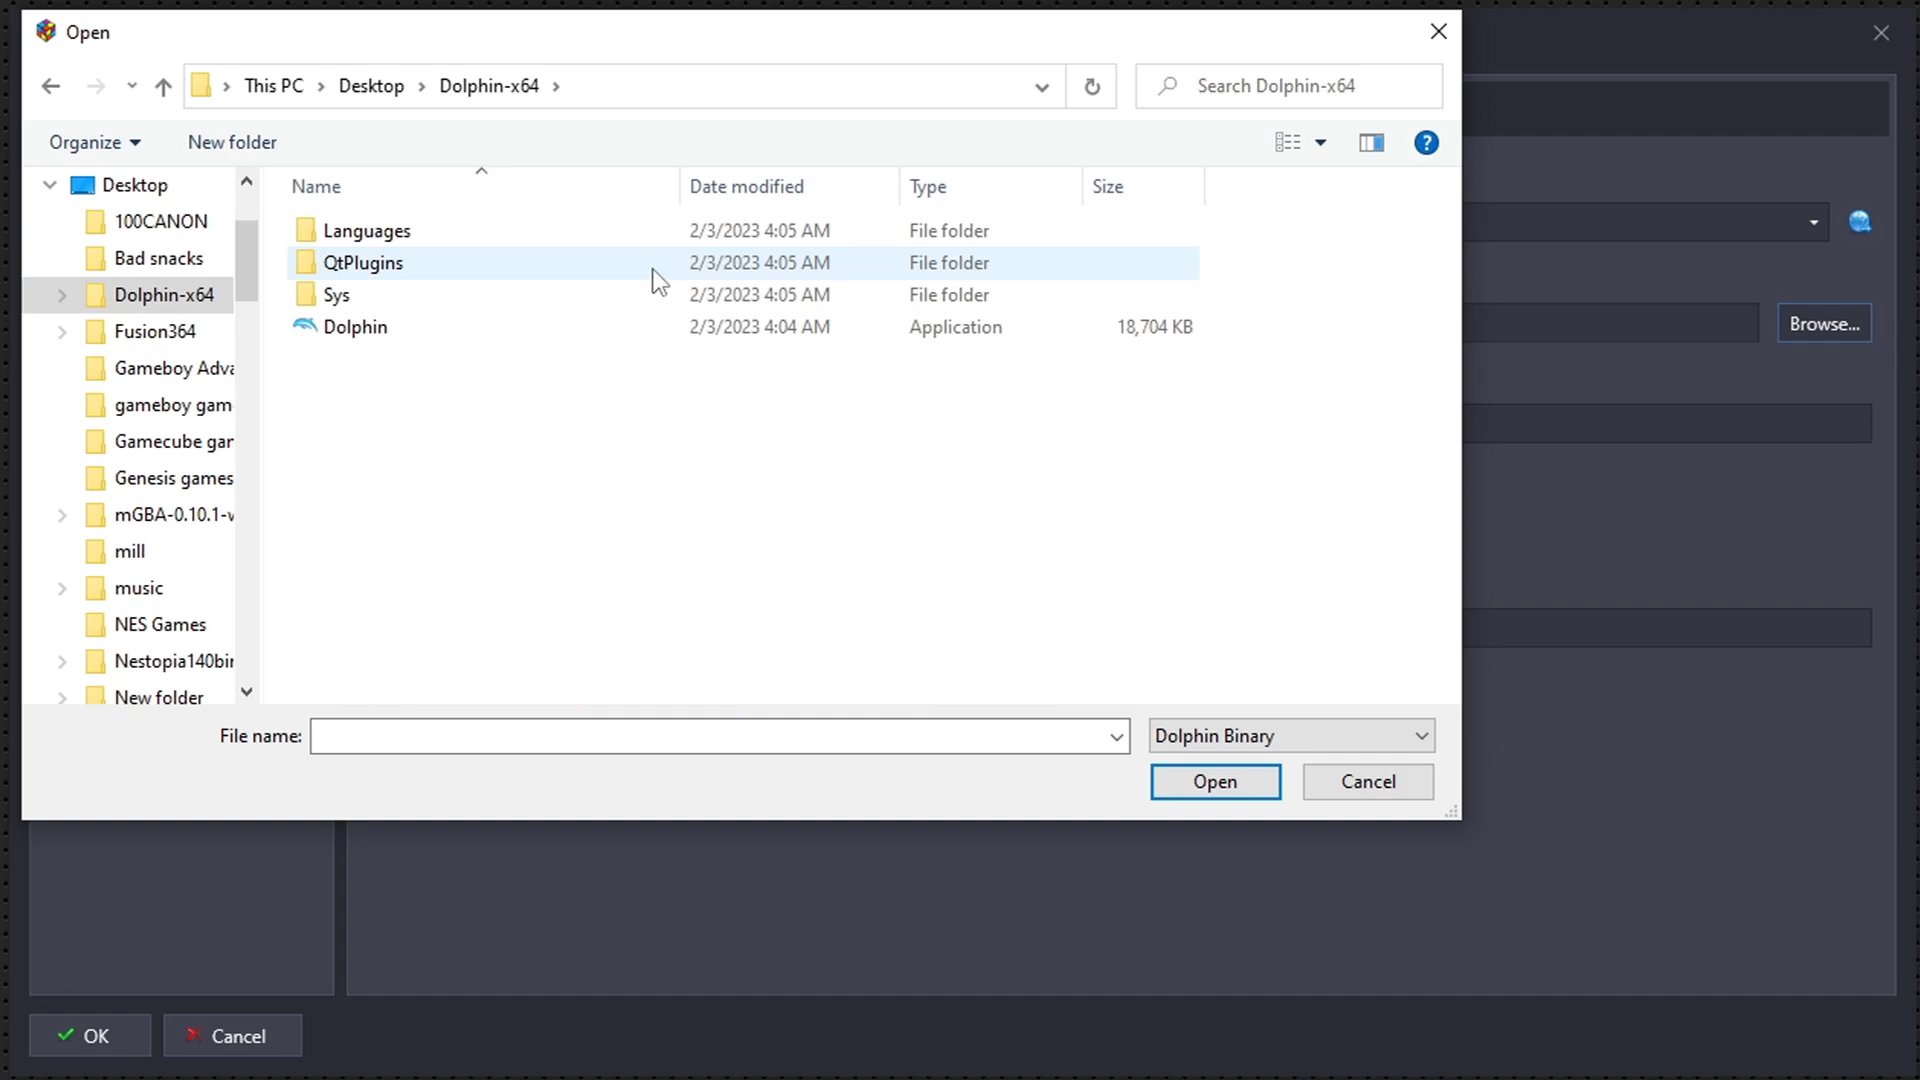 Open
This PC > Desktop > Dolphin-x64 >
Search Dolphin-x64
Organize
New folder
Name
Date modified
Type
Size
Desktop
100CANON
Bad snacks
Dolphin-x64
Fusion364
Gameboy Adva
gameboy gam
Gamecube gar
Genesis games
mGBA-0.10.1-w
mill
music
NES Games
Nestopia140bir
New folder
Languages 2/3/2023 4:05 AM File folder
QtPlugins 2/3/2023 4:05 AM File folder
Sys 2/3/2023 4:05 AM File folder
Dolphin 2/3/2023 4:04 AM Application 18,704 KB
File name:
Dolphin Binary
Open
Cancel
Browse...
OK
Cancel